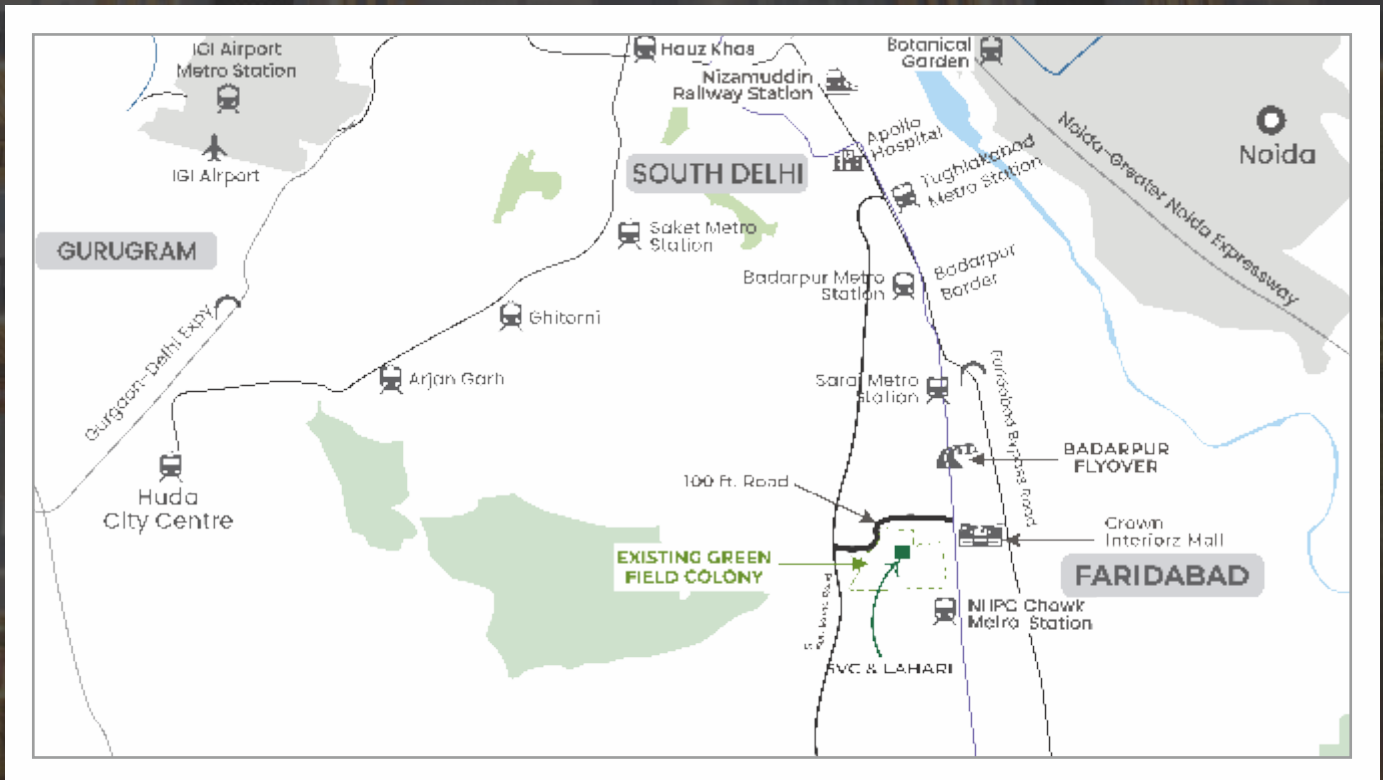 IGI Airport
Metro Station
Hauz Khas
Botanical
Garden
Nizamuddin
Railway Station
IGI Airport
Apollo
Hospital
Noida-Greater Noida Expressway
Noida
SOUTH DELHI
Tughlakabad
Metro Station
GURUGRAM
Saket Metro
Station
Badarpur Metro
Station
Badarpur
Border
Ghitorni
Gurgaon-Delhi Expy
Arjan Garh
Sarai Metro
Station
Road
BADARPUR
FLYOVER
Huda
City Centre
100 ft. Road
Crown
Interiorz Mall
EXISTING GREEN
FIELD COLONY
FARIDABAD
NHPC Chowk
Metro Station
SVC & LAHARI